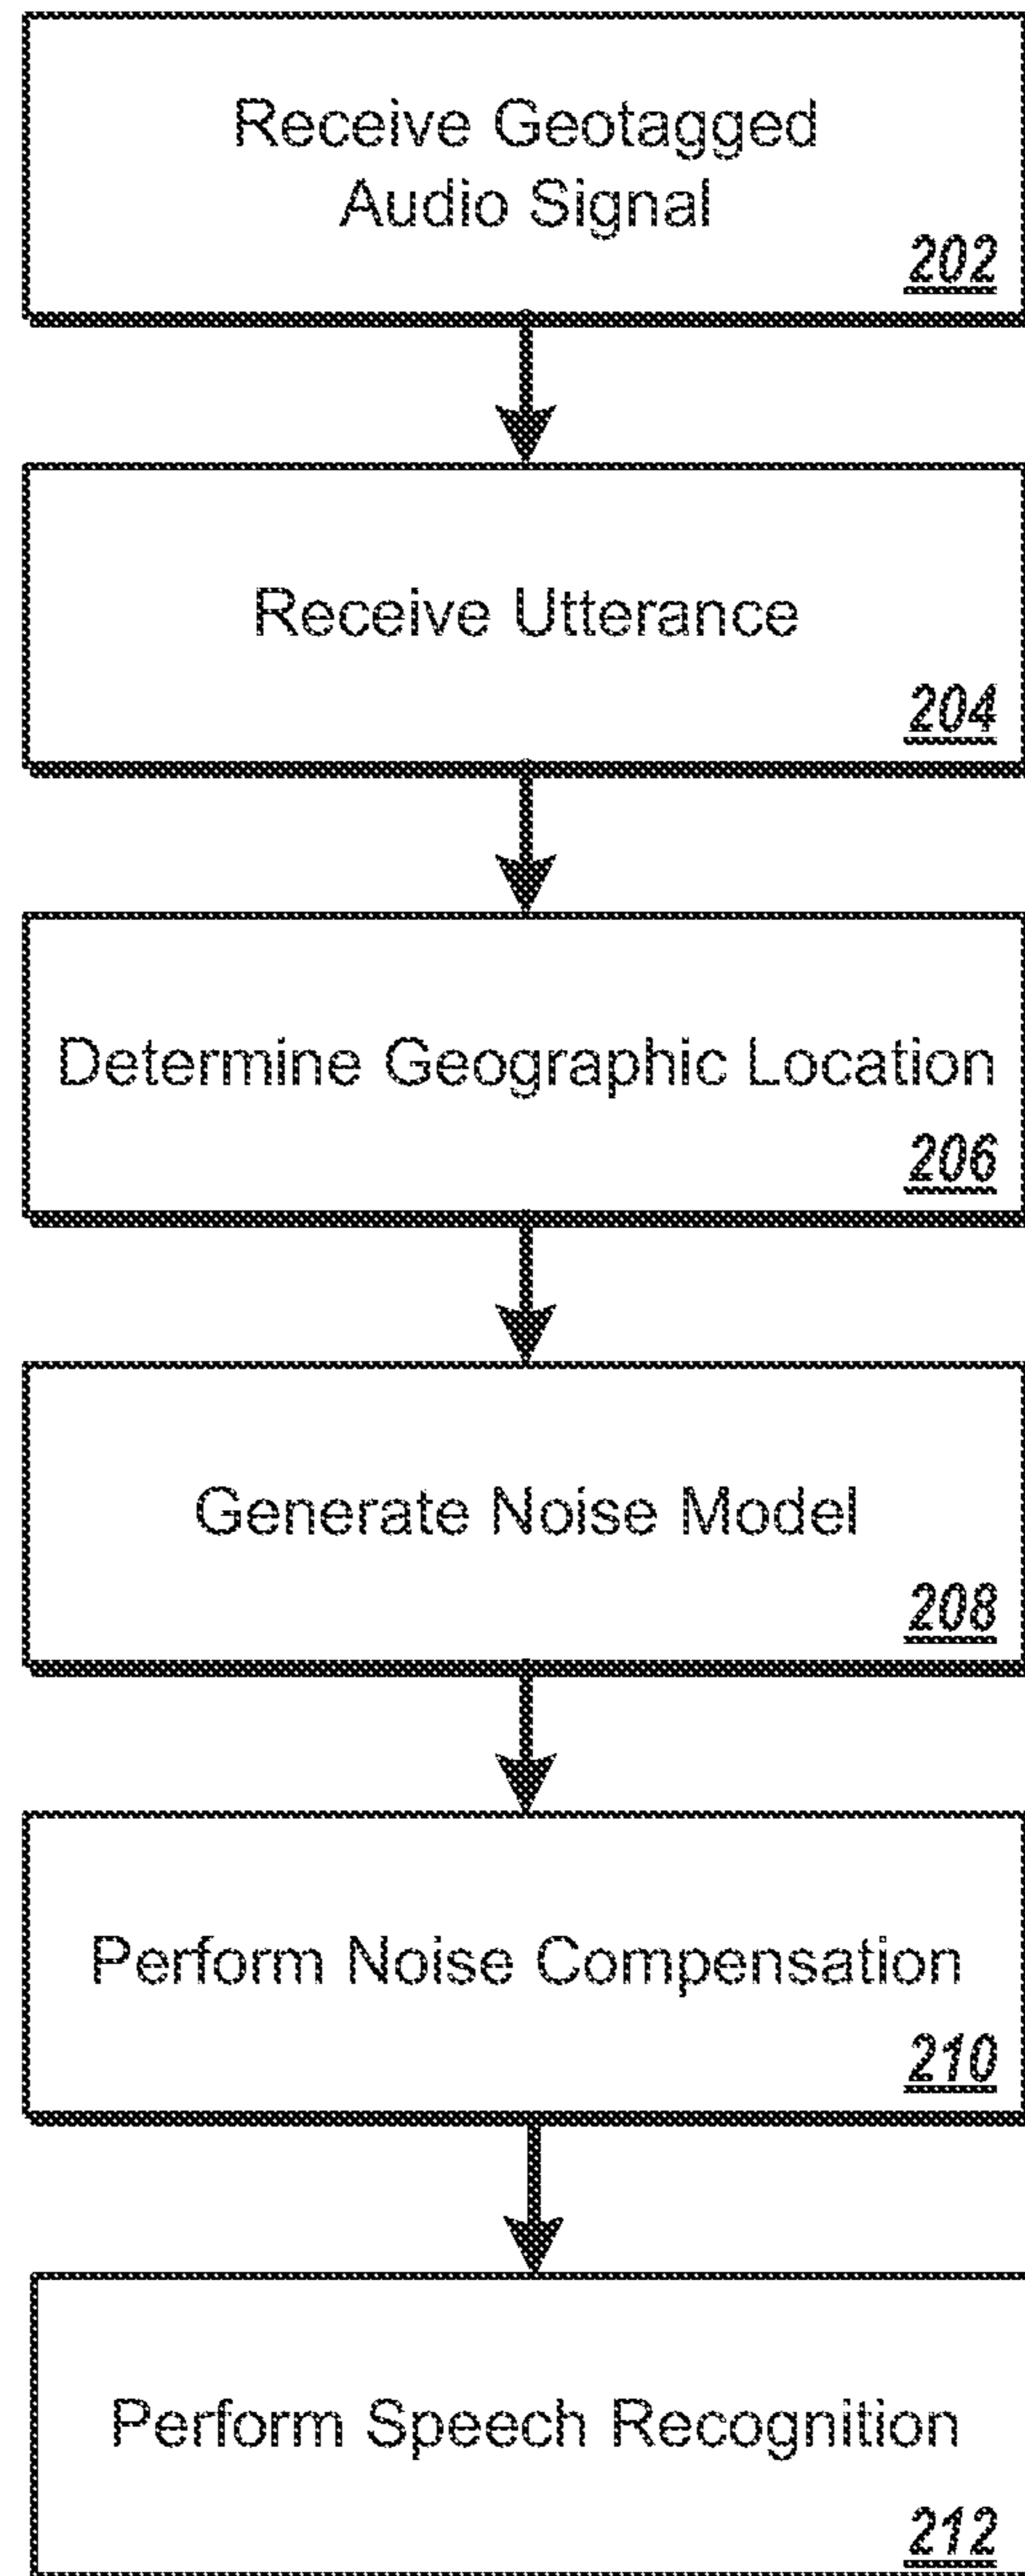 Receive Geotagged
Audio Signal
202
Receive Utterance
204
Determine Geographic Location
206
Generate Noise Model
208
Perform Noise Compensation
210
Perform Speech Recognition
212